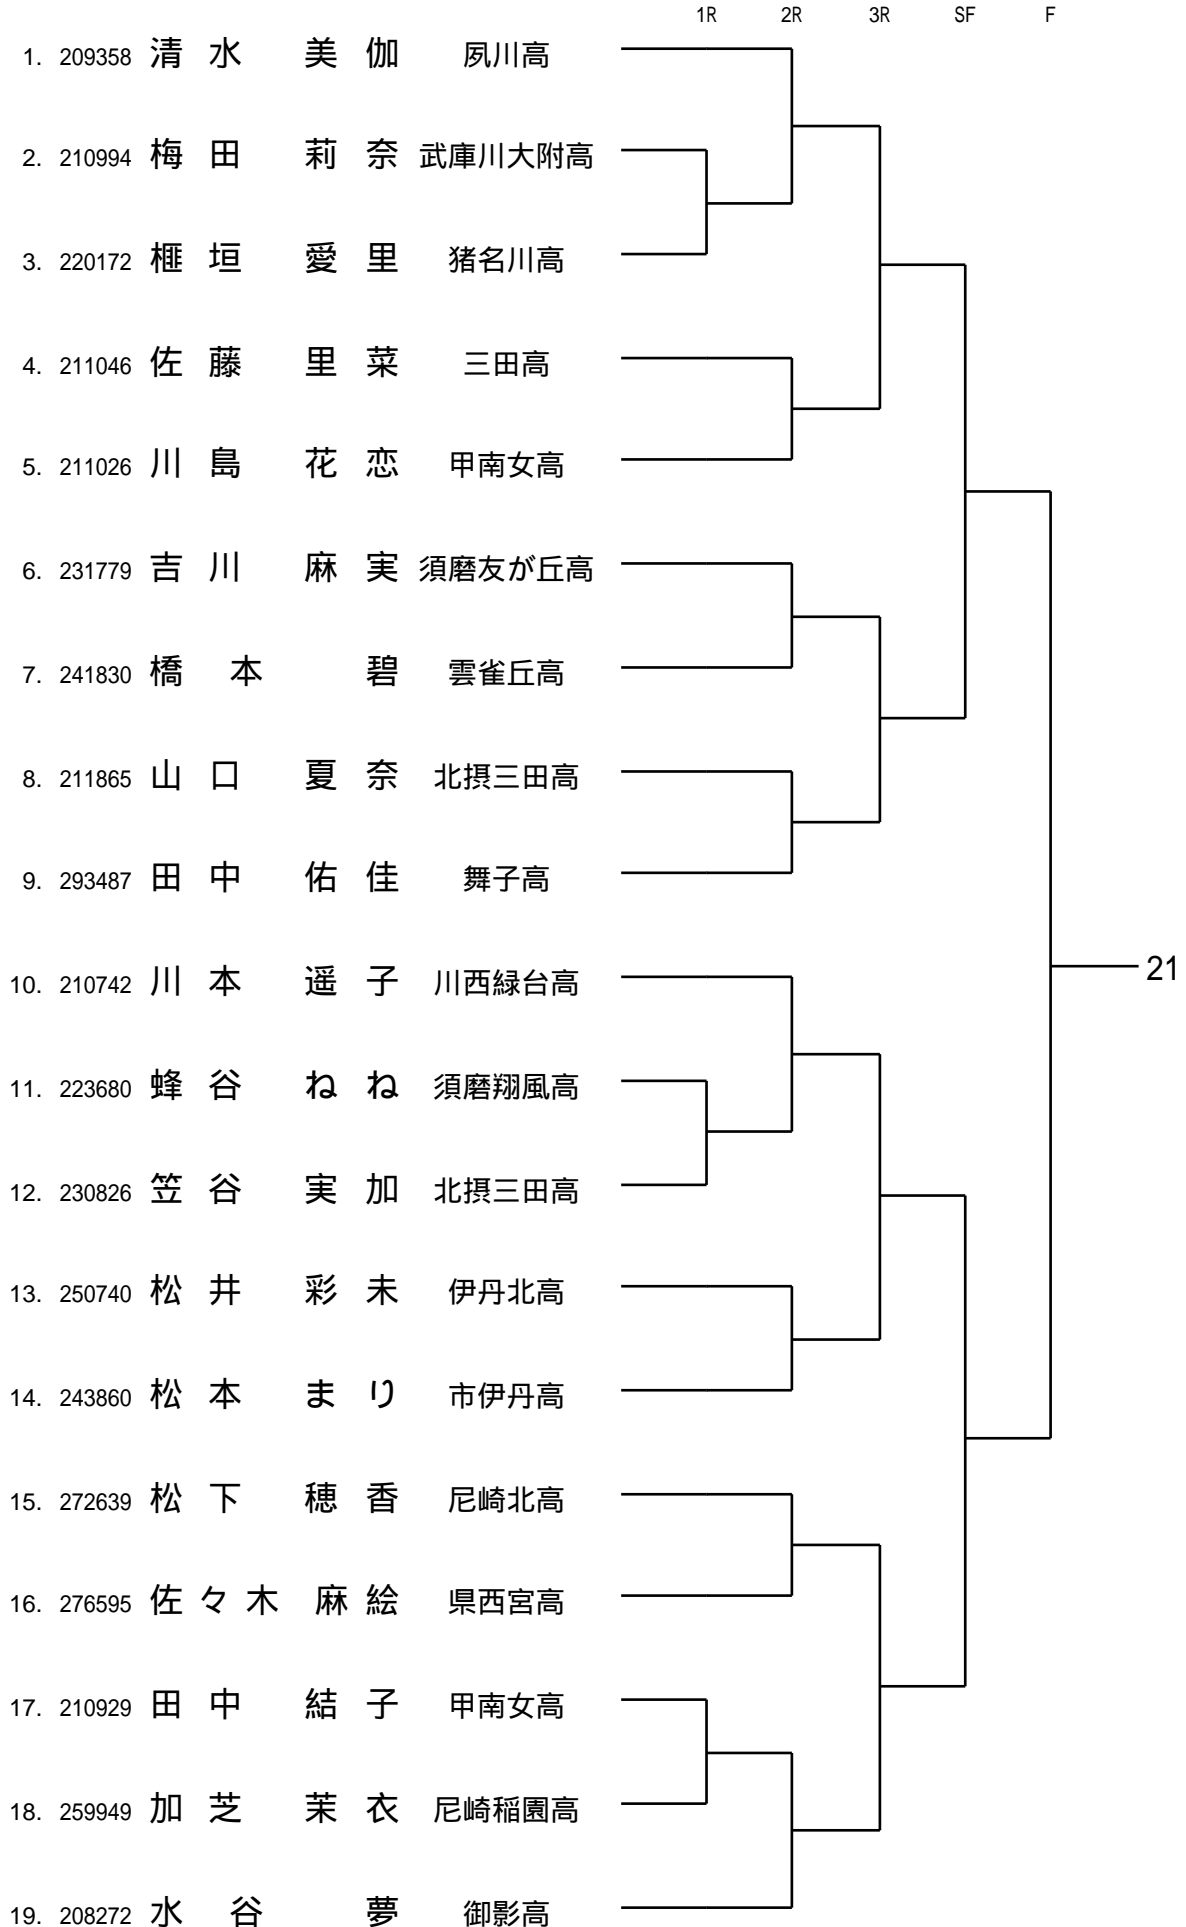 1R 2R 3R SF F
1. 209358 清水 美伽 夙川高
2. 210994 梅田 莉奈 武庫川大附高
3. 220172 榧垣 愛里 猪名川高
4. 211046 佐藤 里菜 三田高
5. 211026 川島 花恋 甲南女高
6. 231779 吉川 麻実 須磨友が丘高
7. 241830 橋本 碧 雲雀丘高
8. 211865 山口 夏奈 北摂三田高
9. 293487 田中 佑佳 舞子高
10. 210742 川本 遥子 川西緑台高
21
11. 223680 蜂谷 ねね 須磨翔風高
12. 230826 笠谷 実加 北摂三田高
13. 250740 松井 彩未 伊丹北高
14. 243860 松本 まり 市伊丹高
15. 272639 松下 穂香 尼崎北高
16. 276595 佐々木 麻絵 県西宮高
17. 210929 田中 結子 甲南女高
18. 259949 加芝 茉衣 尼崎稲園高
19. 208272 水谷 夢 御影高